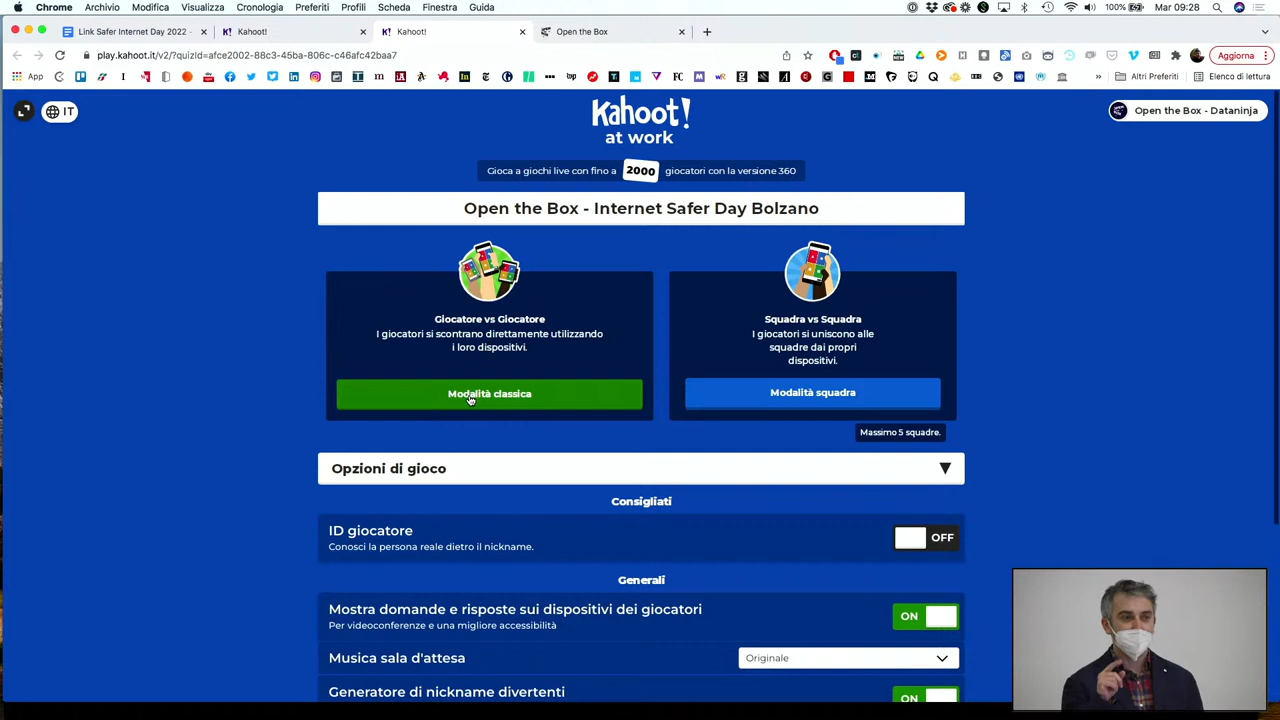 Chrome Archivio Modifica Visualizza Cronologia Preferiti Profili Scheda Finestra Guida
100% Mar 09:28
Link Safer Internet Day 2022 -
Kahoot!
Kahoot!
Open the Box
play.kahoot.it/v2/?quizId=afce2002-88c3-45ba-806c-c46afc42baa7
Aggiorna
App
Altri Preferiti
Elenco di lettura
IT
Kahoot!
at work
Open the Box - Dataninja
Gioca a giochi live con fino a 2000 giocatori con la versione 360
Open the Box - Internet Safer Day Bolzano
Giocatore vs Giocatore
I giocatori si scontrano direttamente utilizzando
i loro dispositivi.
Modalità classica
Squadra vs Squadra
I giocatori si uniscono alle
squadre dai propri
dispositivi.
Modalità squadra
Massimo 5 squadre.
Opzioni di gioco
Consigliati
ID giocatore
Conosci la persona reale dietro il nickname.
OFF
Generali
Mostra domande e risposte sui dispositivi dei giocatori
Per videoconferenze e una migliore accessibilità
ON
Musica sala d'attesa
Originale
Generatore di nickname divertenti
ON